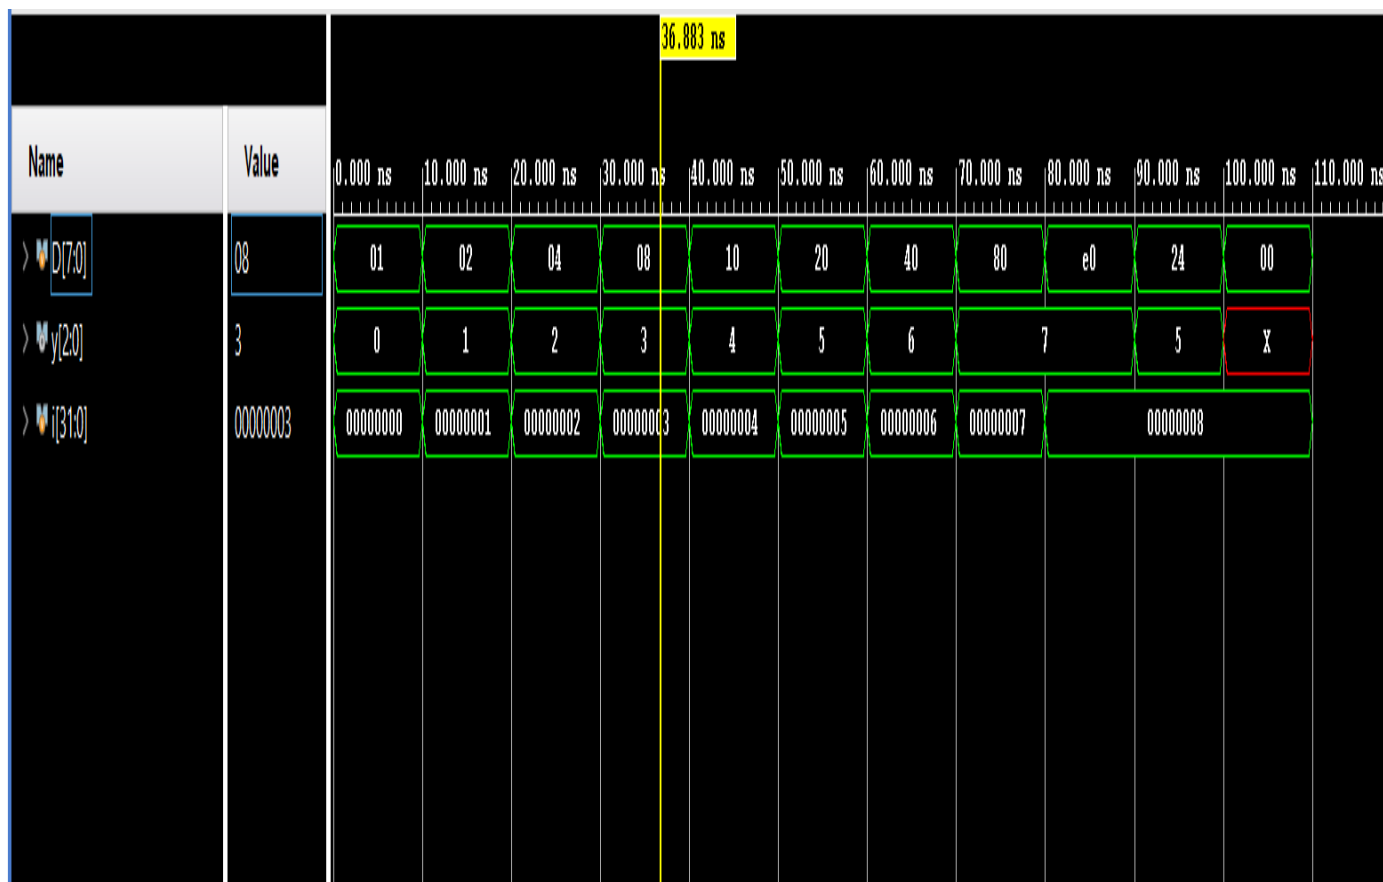 36.883 ns
Name Value 0.000 ns 10.000 ns 20.000 ns 30.000 ns 40.000 ns 50.000 ns 60.000 ns 70.000 ns 80.000 ns 90.000 ns 100.000 ns 110.000 ns
D[7:0] 08 01 02 04 08 10 20 40 80 e0 24 00
y[2:0] 3 0 1 2 3 4 5 6 7 5 X
i[31:0] 00000003 00000000 00000001 00000002 00000003 00000004 00000005 00000006 00000007 00000008